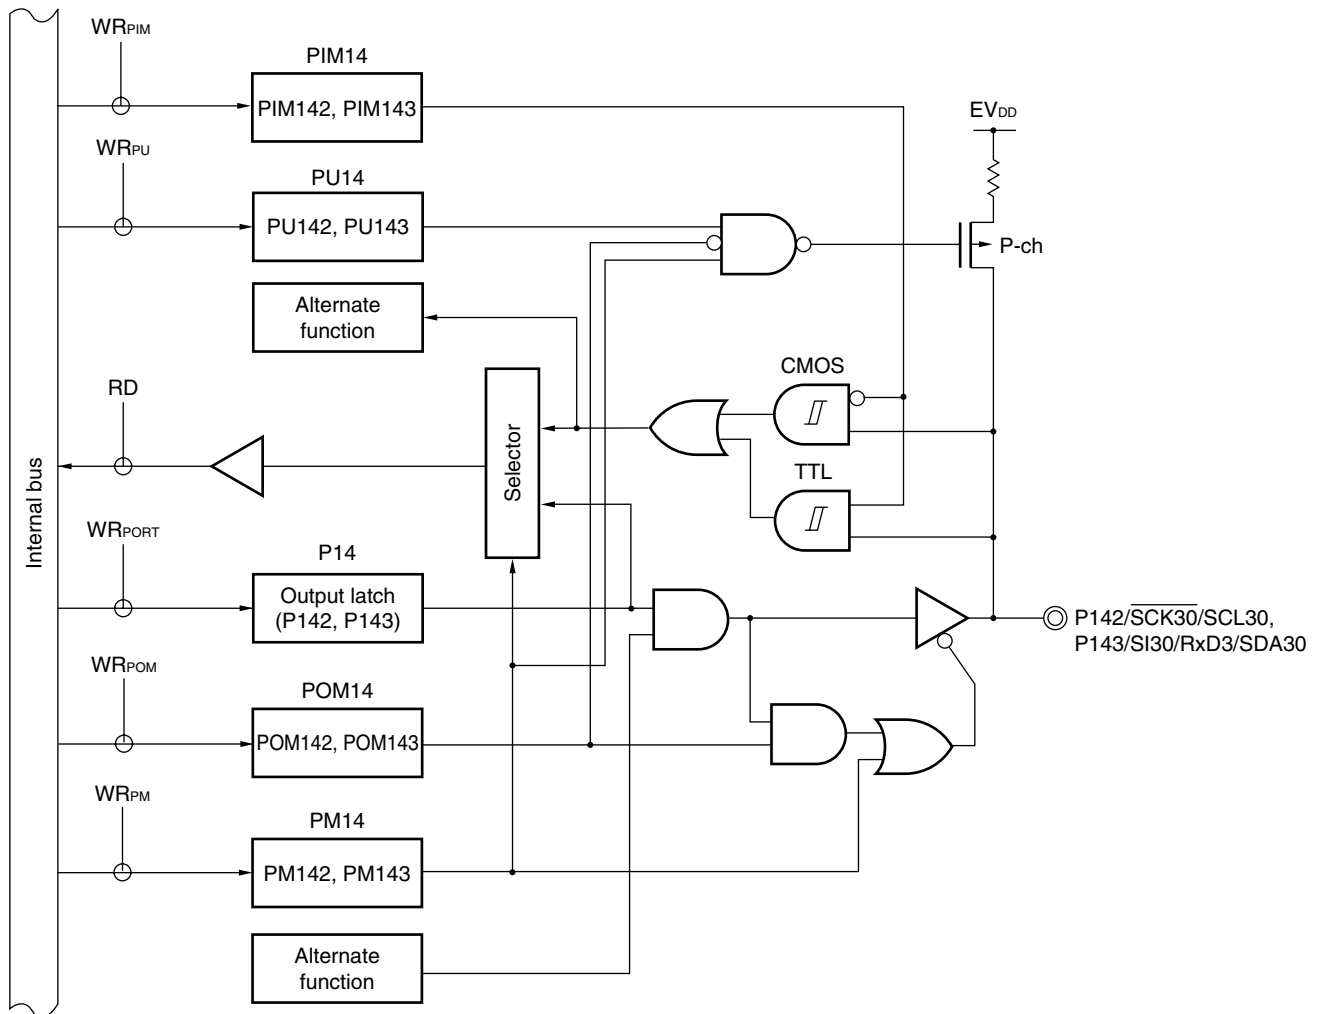 WRPIM
PIM14
PIM142, PIM143
EVDD
WRPU
PU14
PU142, PU143
P-ch
Alternate
function
CMOS
RD
Selector
TTL
Internal bus
WRPORT
P14
Output latch
(P142, P143)
P142/SCK30/SCL30,
P143/SI30/RxD3/SDA30
WRPOM
POM14
POM142, POM143
WRPM
PM14
PM142, PM143
Alternate
function